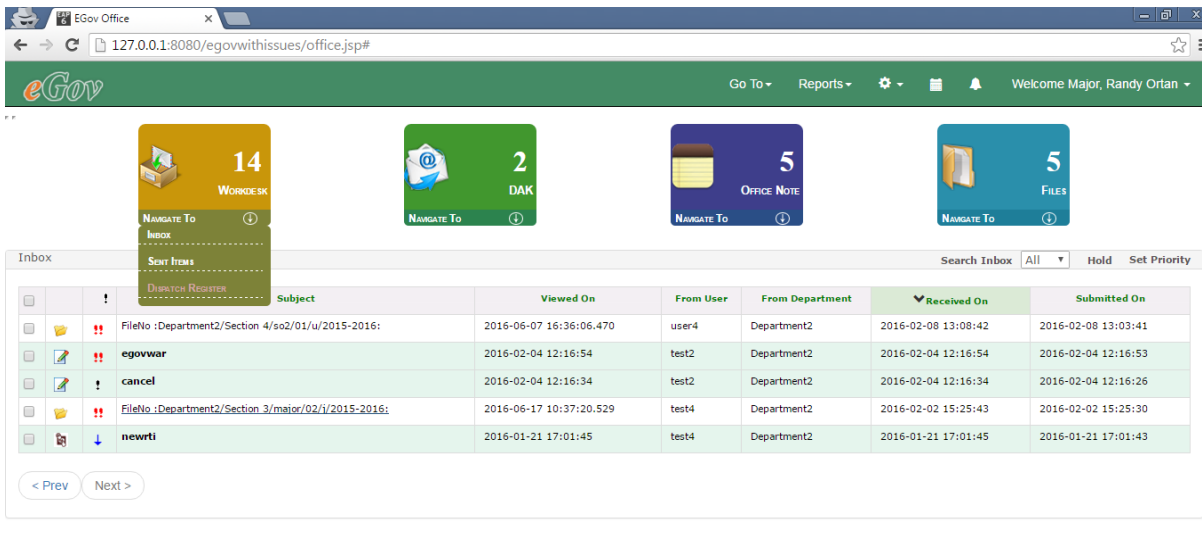 EGov Office
127.0.0.1:8080/egovwithissues/office.jsp#
eGov Go To Reports Welcome Major, Randy Ortan
14 2 5 5
Workdesk DAK Office Note Files
Navigate To Navigate To Navigate To Navigate To
Inbox
Sent Items
Dispatch Register
Inbox Search Inbox All Hold Set Priority
! Subject Viewed On From User From Department Received On Submitted On
!! FileNo :Department2/Section 4/so2/01/u/2015-2016: 2016-06-07 16:36:06.470 user4 Department2 2016-02-08 13:08:42 2016-02-08 13:03:41
!! egovwar 2016-02-04 12:16:54 test2 Department2 2016-02-04 12:16:54 2016-02-04 12:16:53
! cancel 2016-02-04 12:16:34 test2 Department2 2016-02-04 12:16:34 2016-02-04 12:16:26
!! FileNo :Department2/Section 3/major/02/j/2015-2016: 2016-06-17 10:37:20.529 test4 Department2 2016-02-02 15:25:43 2016-02-02 15:25:30
newrti 2016-01-21 17:01:45 test4 Department2 2016-01-21 17:01:45 2016-01-21 17:01:43
< Prev Next >